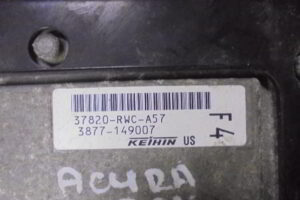 37820-RWC-A57
3877-149007
KEIHIN US
F4
ACURA